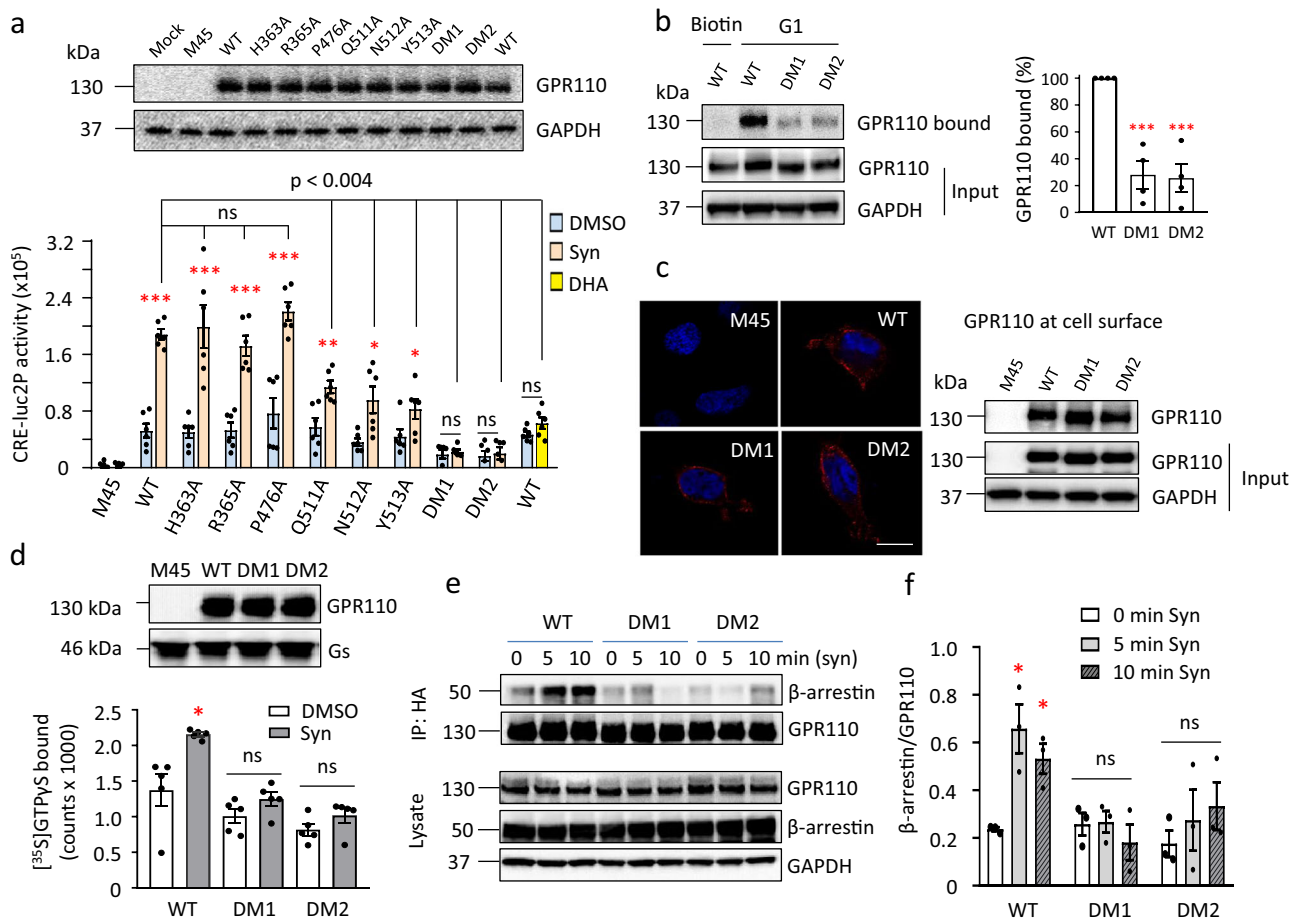 a
kDa
Mock M45 WT H363A R365A P476A Q511A N512A Y513A DM1 DM2 WT
130 GPR110
37 GAPDH
p < 0.004
ns
DMSO
Syn
DHA
CRE-luc2P activity (x10⁵)
3.2
2.4
1.6
0.8
0
*** *** *** *** ** * * ns ns ns
M45 WT H363A R365A P476A Q511A N512A Y513A DM1 DM2 WT
b
Biotin G1
WT WT DM1 DM2
kDa
130 GPR110 bound
130 GPR110
37 GAPDH
Input
GPR110 bound (%)
100
80
60
40
20
0
*** ***
WT DM1 DM2
c
M45 WT
DM1 DM2
GPR110 at cell surface
kDa
M45 WT DM1 DM2
130 GPR110
130 GPR110
37 GAPDH
Input
d
M45 WT DM1 DM2
130 kDa GPR110
46 kDa Gs
[³⁵S]GTPγS bound
(counts x 1000)
2.5
2.0
1.5
1.0
0.5
0
DMSO
Syn
* ns ns
WT DM1 DM2
e
WT DM1 DM2
0 5 10 0 5 10 0 5 10 min (syn)
IP: HA
50 β-arrestin
130 GPR110
Lysate
130 GPR110
50 β-arrestin
37 GAPDH
f
0 min Syn
5 min Syn
10 min Syn
β-arrestin/GPR110
1.0
0.8
0.6
0.4
0.2
0
* * ns ns
WT DM1 DM2